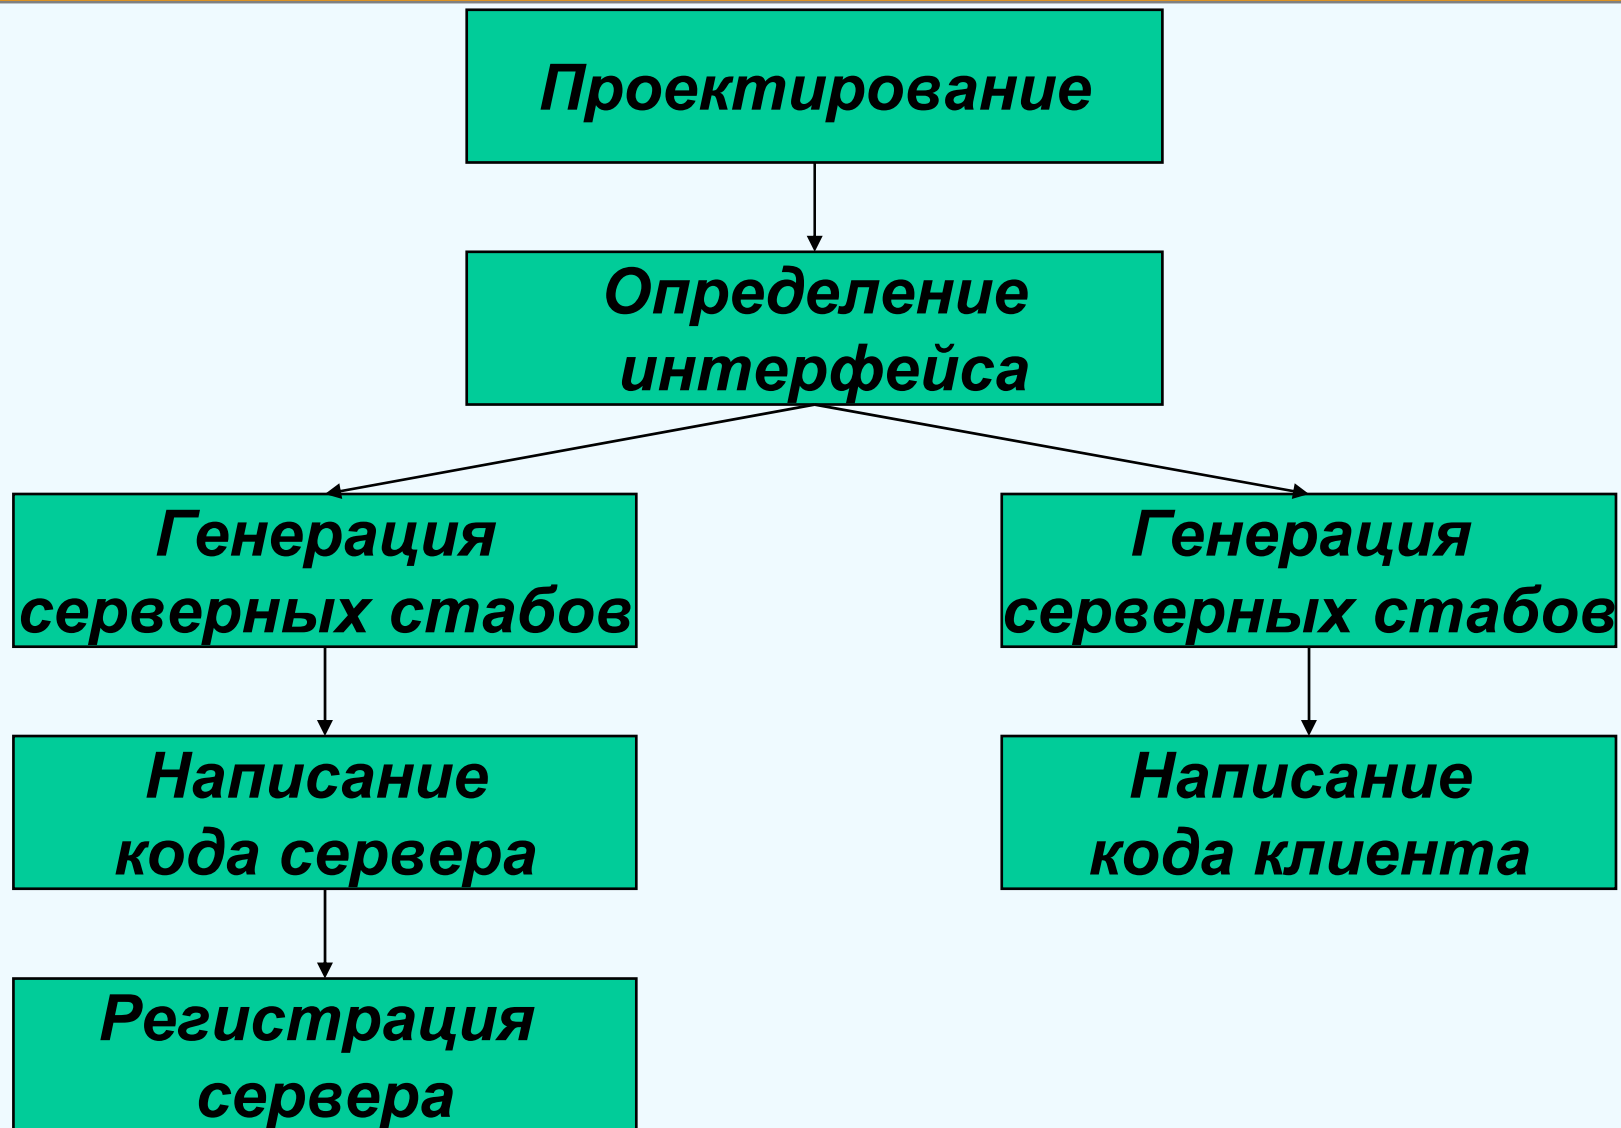 Проектирование
Определение
интерфейса
Генерация
серверных стабов
Генерация
серверных стабов
Написание
кода сервера
Написание
кода клиента
Регистрация
сервера